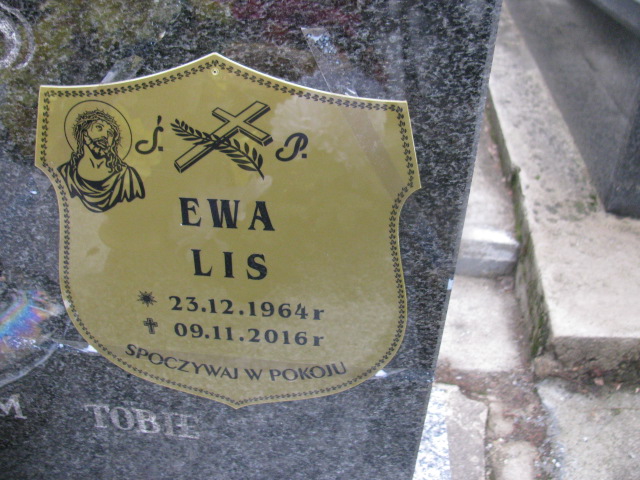 Ś. P.
EWA
LIS
* 23.12.1964r
✝ 09.11.2016r
SPOCZYWAJ W POKOJU
TOBIE